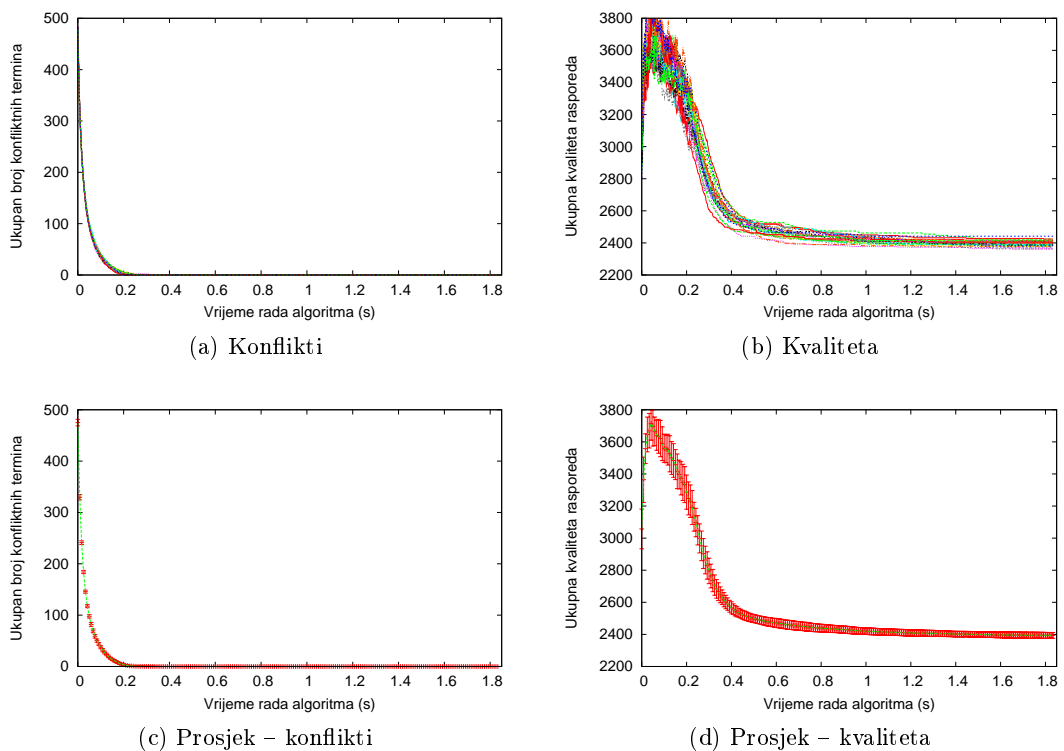 500
400
300
200
100
0
Ukupan broj konfliktnih termina
0 0.2 0.4 0.6 0.8 1.0 1.2 1.4 1.6 1.8
Vrijeme rada algoritma (s)
(a) Konflikti
3800
3600
3400
3200
3000
2800
2600
2400
2200
Ukupna kvaliteta rasporeda
0 0.2 0.4 0.6 0.8 1.0 1.2 1.4 1.6 1.8
Vrijeme rada algoritma (s)
(b) Kvaliteta
500
400
300
200
100
0
Ukupan broj konfliktnih termina
0 0.2 0.4 0.6 0.8 1.0 1.2 1.4 1.6 1.8
Vrijeme rada algoritma (s)
(c) Prosjek – konflikti
3800
3600
3400
3200
3000
2800
2600
2400
2200
Ukupna kvaliteta rasporeda
0 0.2 0.4 0.6 0.8 1.0 1.2 1.4 1.6 1.8
Vrijeme rada algoritma (s)
(d) Prosjek – kvaliteta